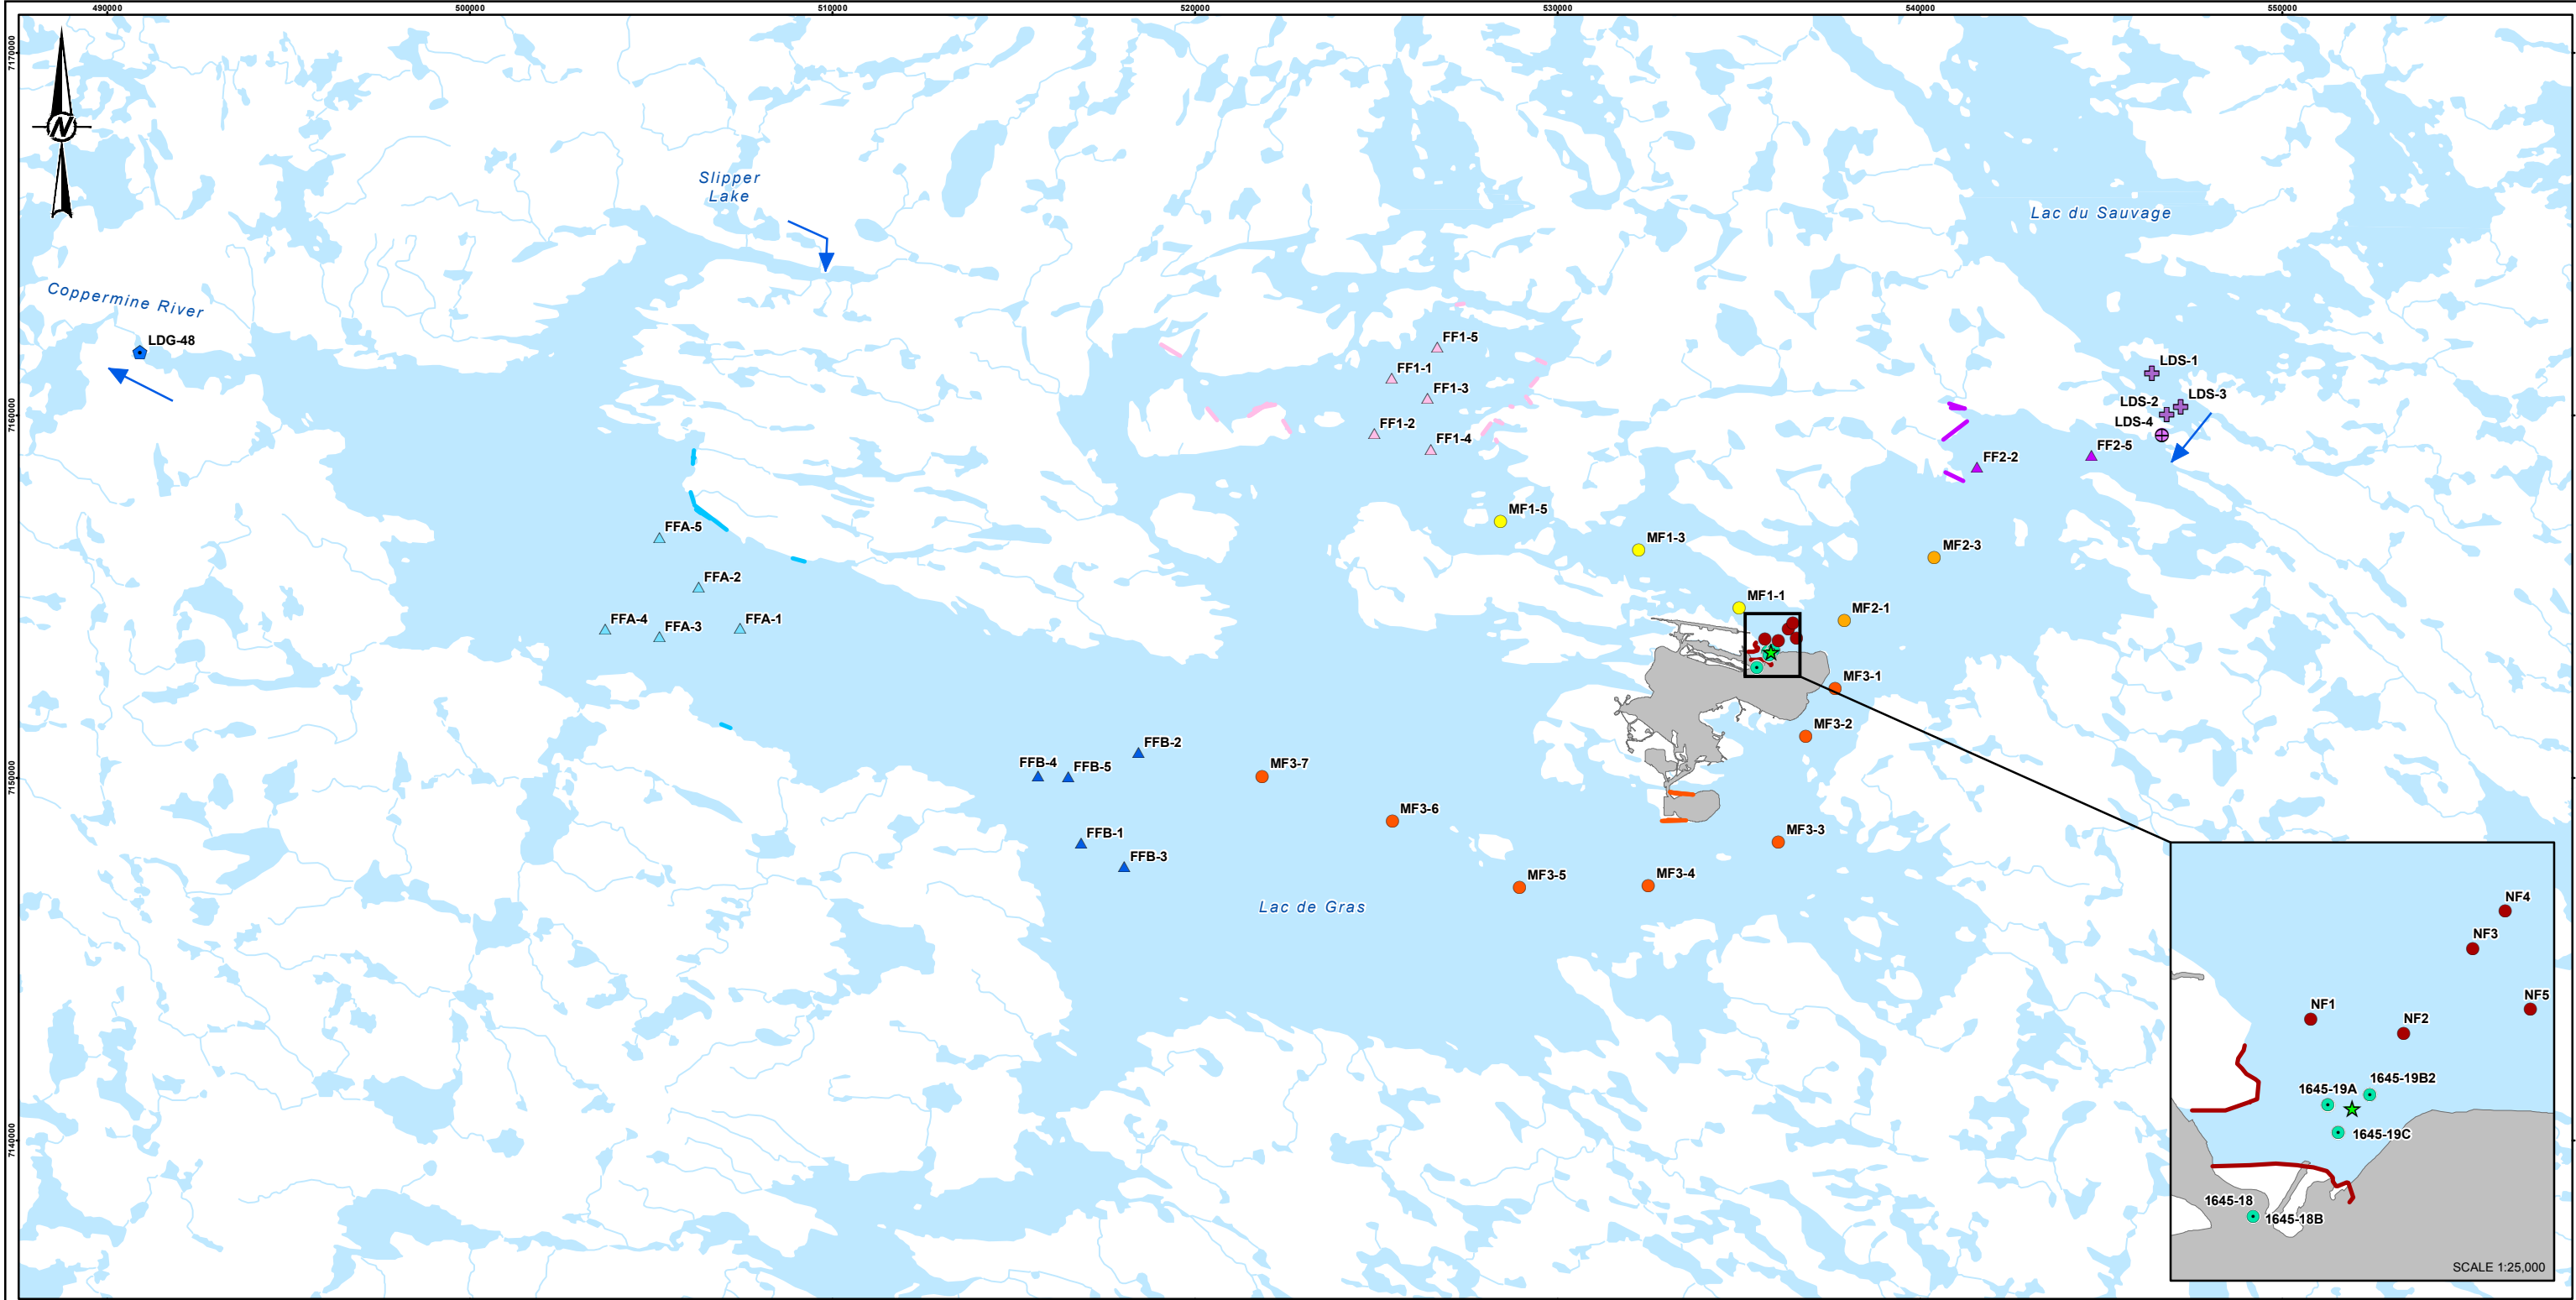 490000
500000
510000
520000
530000
540000
550000
7170000
7160000
7150000
7140000
N
Slipper
Lake
Lac du Sauvage
Coppermine River
LDG-48
FF1-5
FF1-1
FF1-3
FF1-2
FF1-4
LDS-1
LDS-3
LDS-2
LDS-4
FF2-5
FF2-2
MF1-5
MF1-3
MF2-3
MF1-1
MF2-1
FFA-5
FFA-2
FFA-4
FFA-3
FFA-1
MF3-1
MF3-2
FFB-2
FFB-4
FFB-5
MF3-7
MF3-6
FFB-1
FFB-3
MF3-3
MF3-5
MF3-4
Lac de Gras
NF4
NF3
NF5
NF1
NF2
1645-19A
1645-19B2
1645-19C
1645-18
1645-18B
SCALE 1:25,000